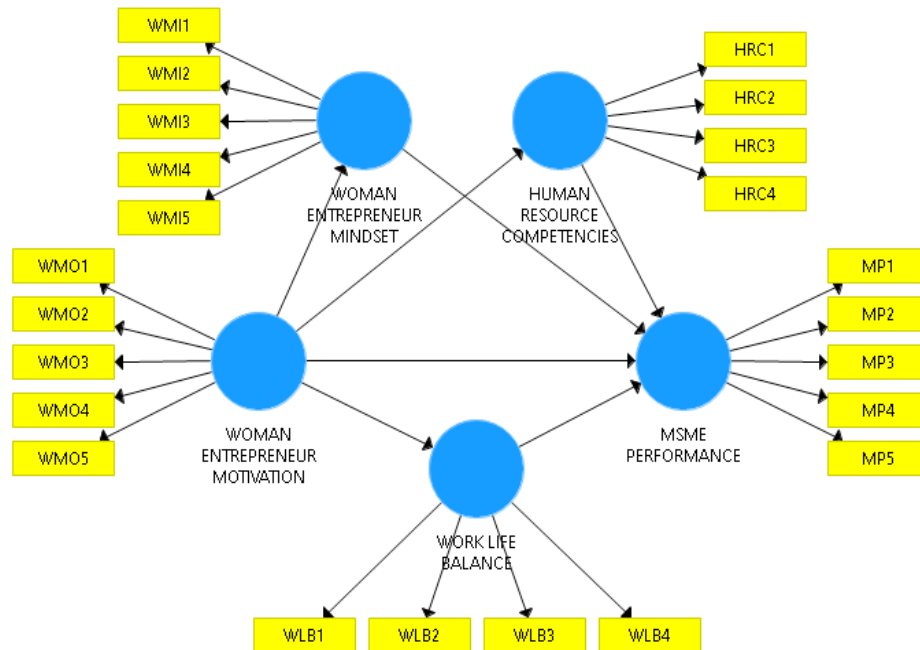 WMI1
WMI2
WMI3
WMI4
WMI5
HRC1
HRC2
HRC3
HRC4
WOMAN
ENTREPRENEUR
MINDSET
HUMAN
RESOURCE
COMPETENCIES
WMO1
WMO2
WMO3
WMO4
WMO5
WOMAN
ENTREPRENEUR
MOTIVATION
MP1
MP2
MP3
MP4
MP5
MSME
PERFORMANCE
WORK LIFE
BALANCE
WLB1
WLB2
WLB3
WLB4